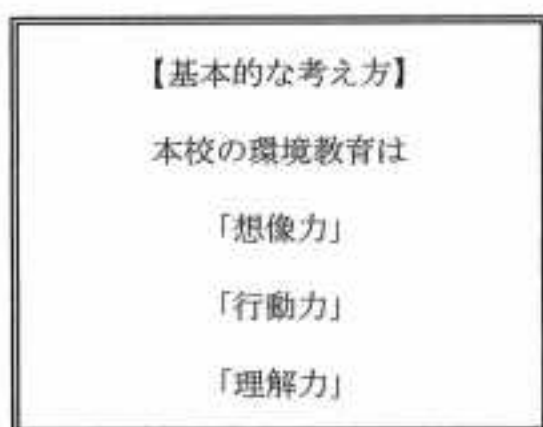 【基本的な考え方】
本校の環境教育は
「想像力」
「行動力」
「理解力」